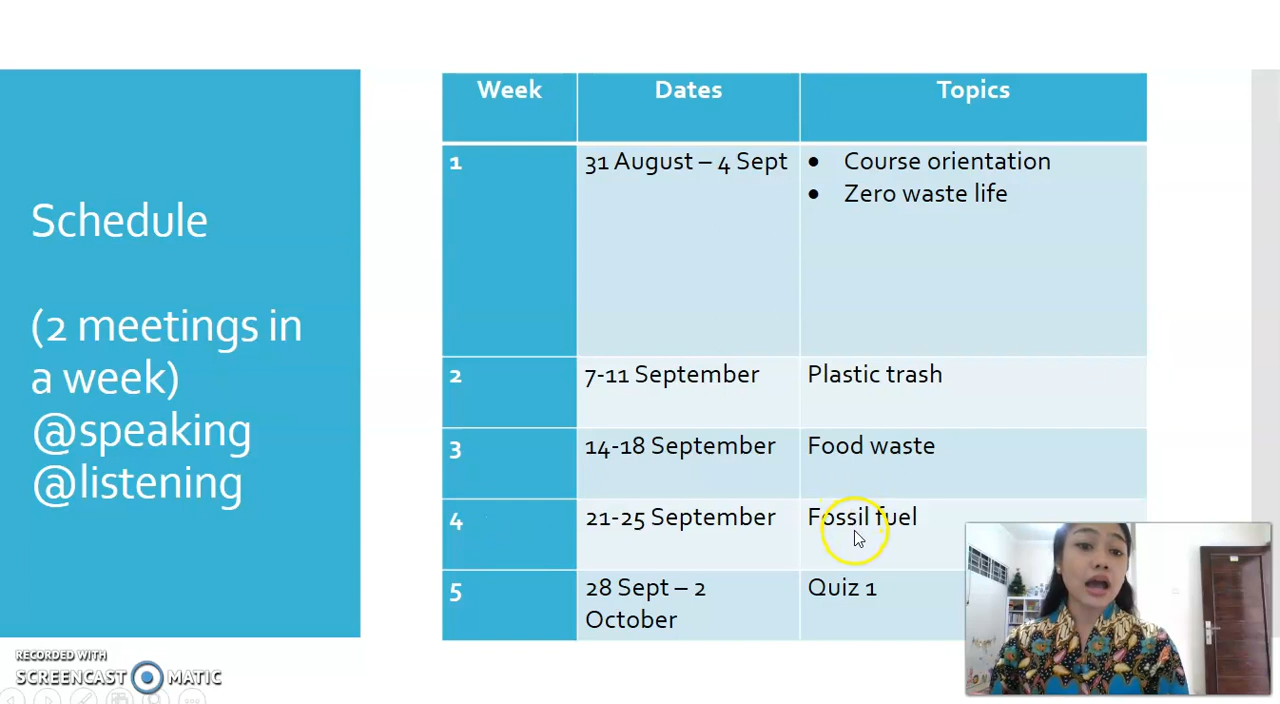 Schedule
(2 meetings in
a week)
@speaking
@listening
Week Dates Topics
1 31 August – 4 Sept • Course orientation
• Zero waste life
2 7-11 September Plastic trash
3 14-18 September Food waste
4 21-25 September Fossil fuel
5 28 Sept – 2 Quiz 1
October
RECORDED WITH
SCREENCAST MATIC